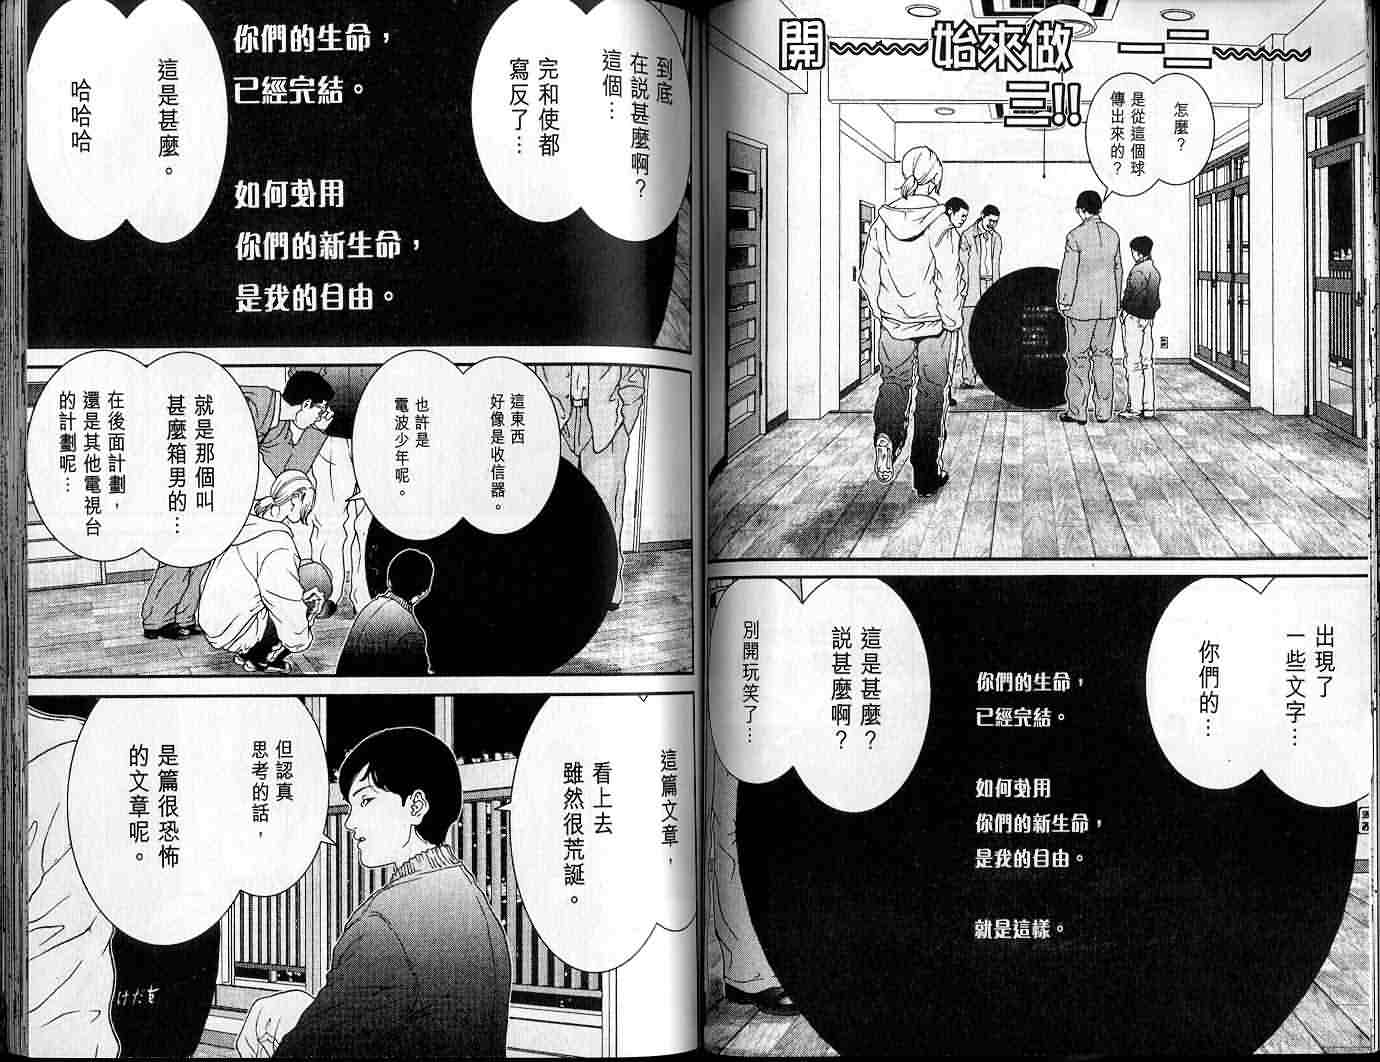 開~~~始來做 一二~~~
三!!
怎麼?
是從這個球
傳出來的?
出現了
一些文字…
你們的…
你們的生命,
已經完結。
如何使用
你們的新生命,
是我的自由。
就是這樣。
這是甚麼?
說甚麼啊?
別開玩笑了…
到底
在說甚麼啊?
這個…
完和使都
寫反了…
你們的生命,
已經完結。
如何使用
你們的新生命,
是我的自由。
這是甚麼。
哈哈哈
這東西
好像是收信器。
也許是
電波少年呢。
就是那個叫
甚麼箱男的…
在後面計劃,
還是其他電視台
的計劃呢…
這篇文章,
看上去
雖然很荒誕。
但認真
思考的話,
是篇很恐怖
的文章呢。
けだを